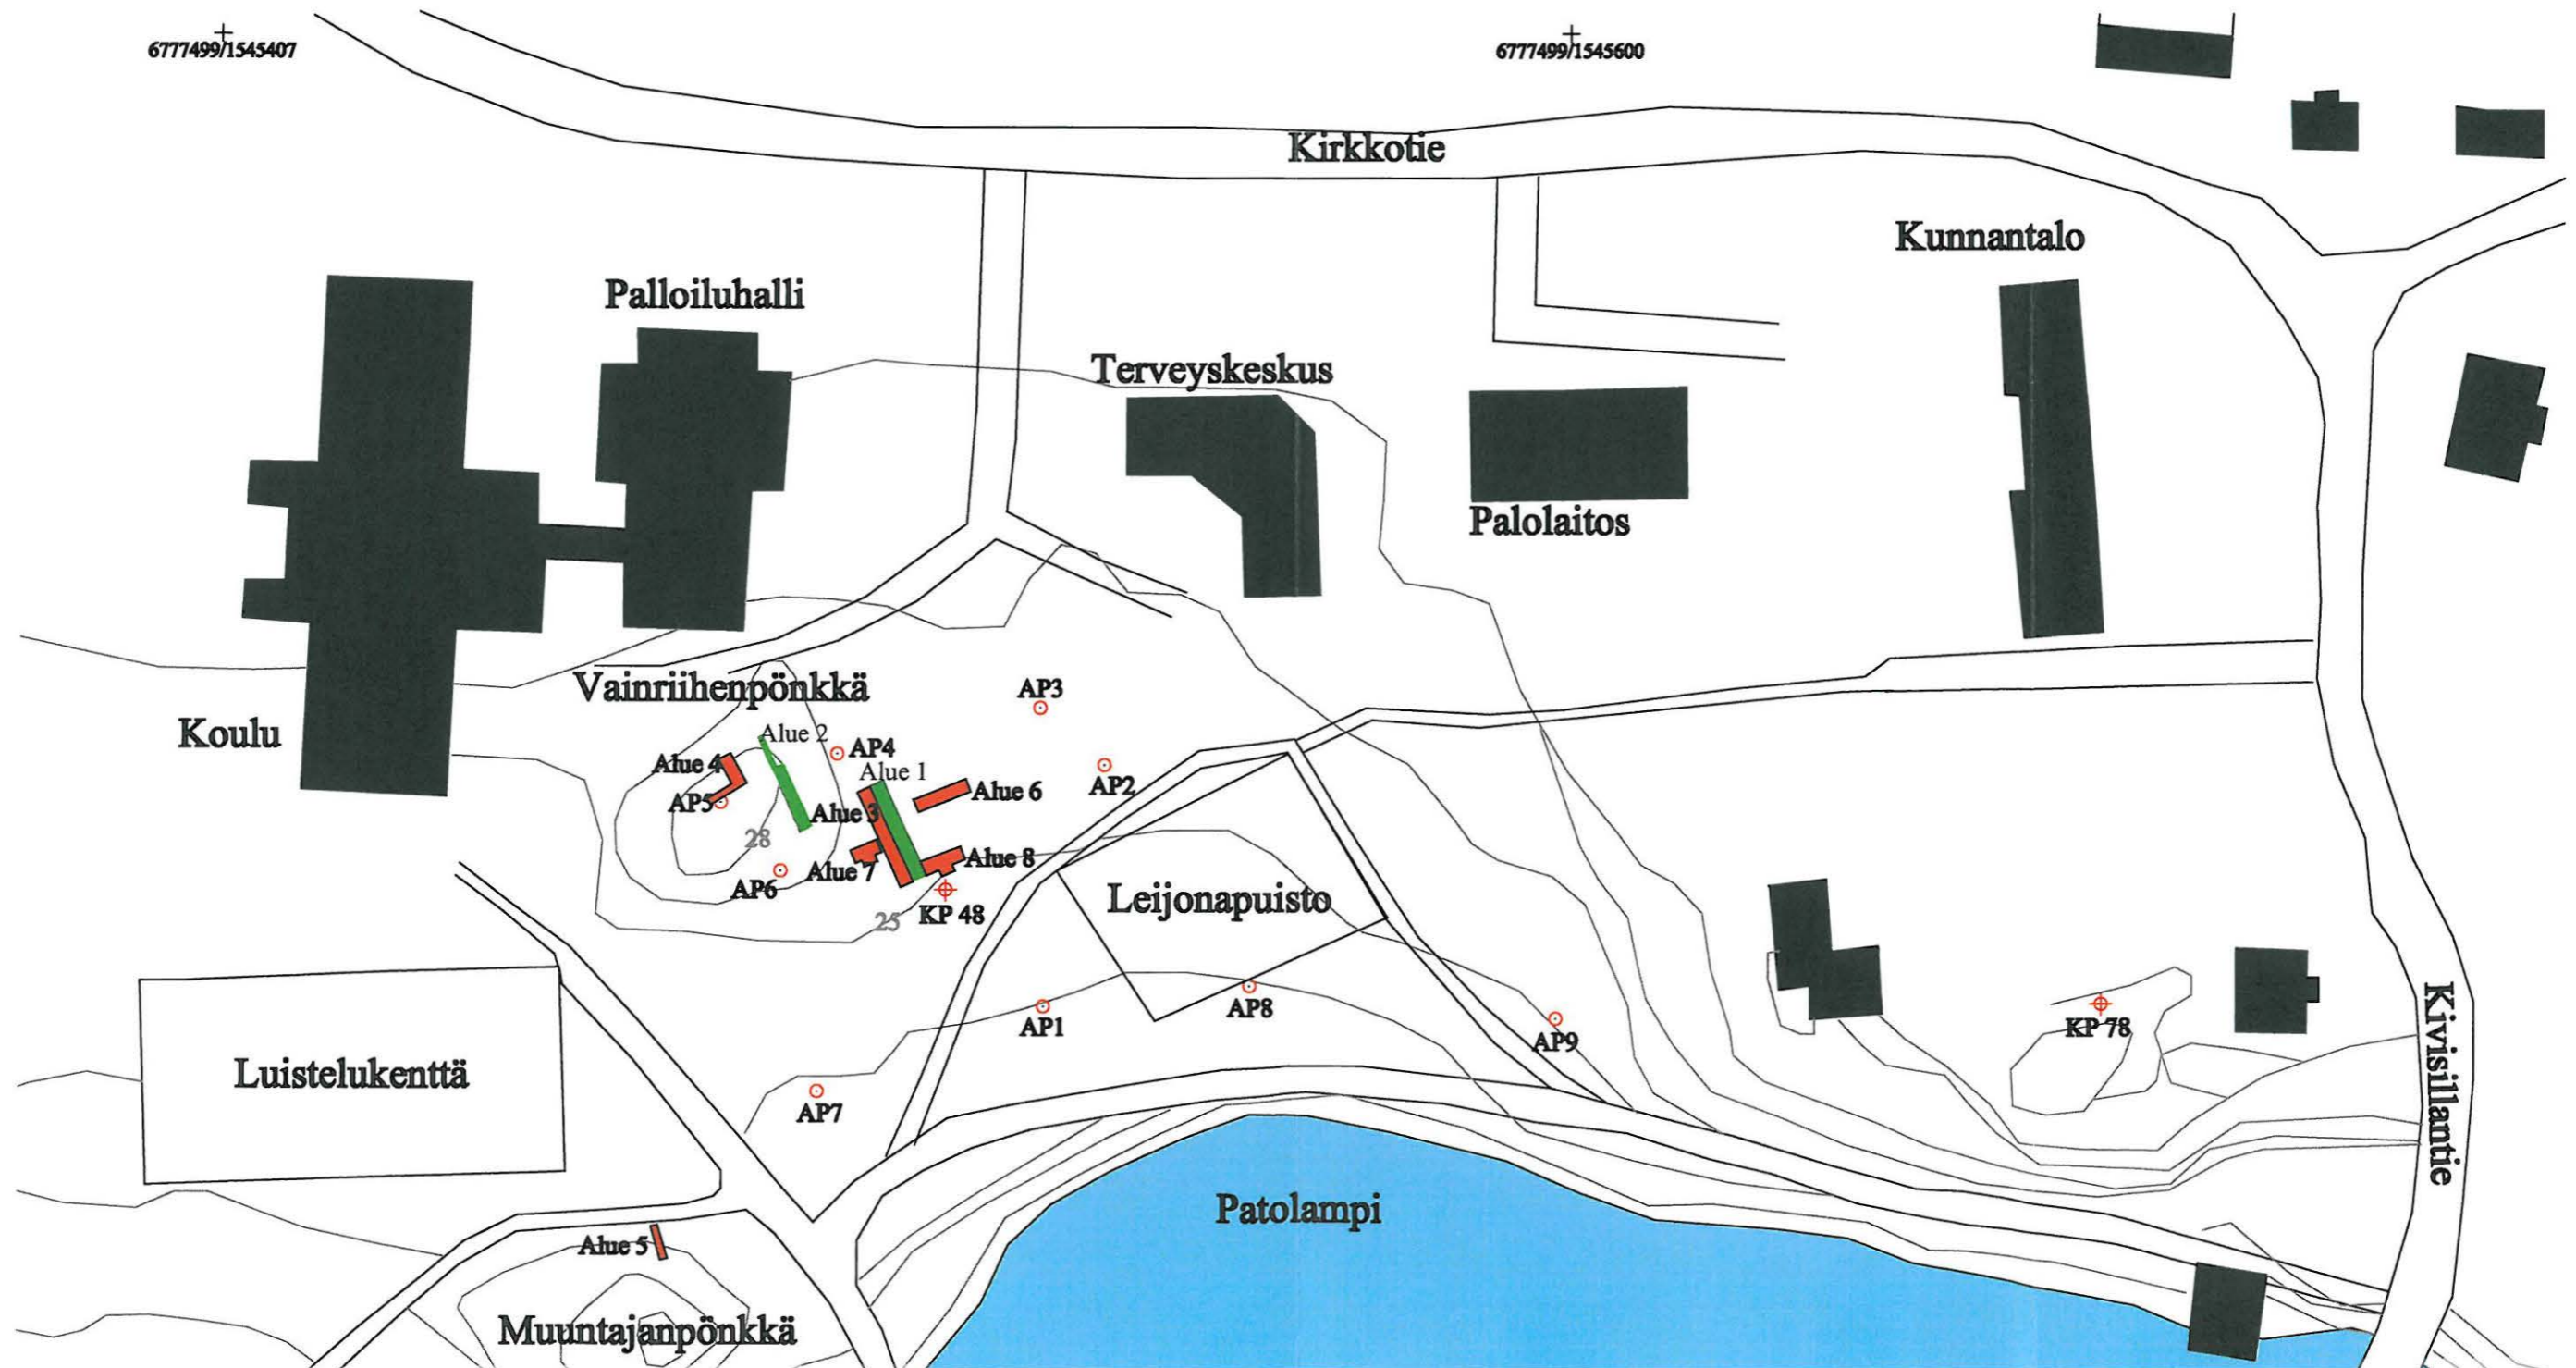 6777499/1545407
6777499/1545600
Kirkkotie
Kunnantalo
Palloiluhalli
Terveyskeskus
Palolaitos
Vainriihenpönkkä
AP3
Koulu
Alue 2
AP4
Alue 4
Alue 1
AP2
Alue 6
AP5
Alue 3
28
Alue 8
Alue 7
AP6
Leijonapuisto
KP 48
25
AP8
AP1
KP 78
AP9
Kivisillantie
Luistelukenttä
AP7
Patolampi
Alue 5
Muuntajanpönkkä